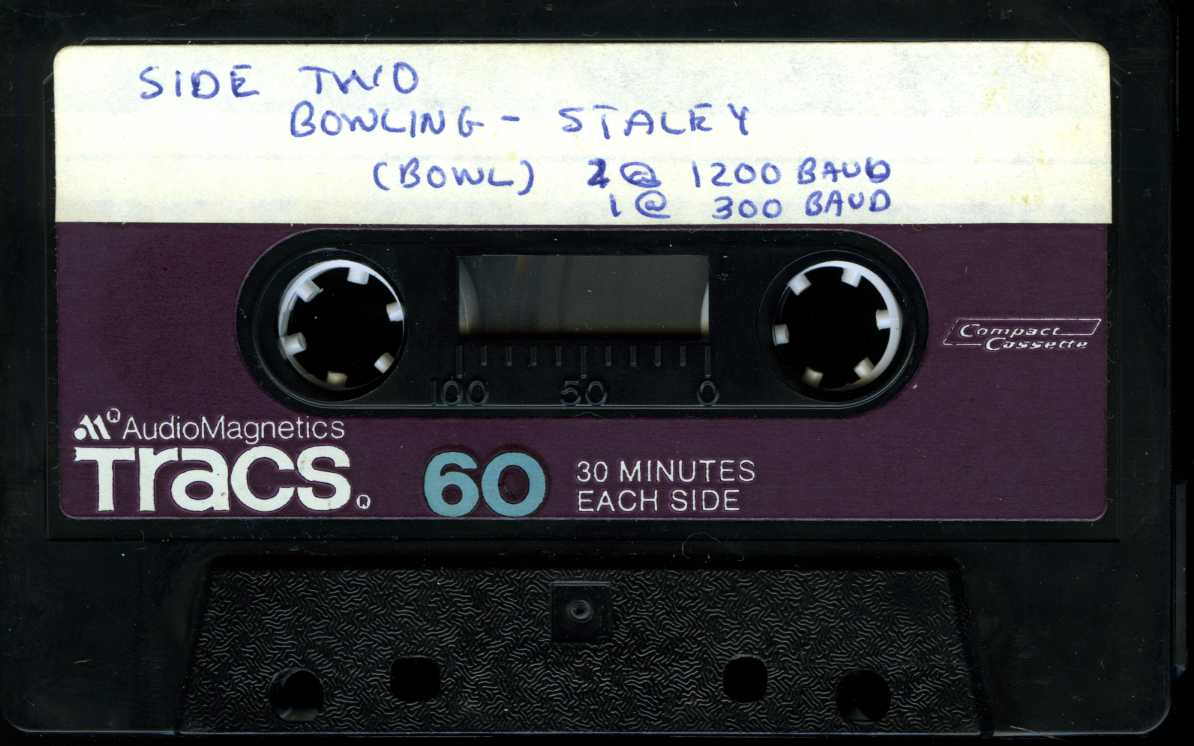 SIDE TWO
BOWLING - STALEY
(BOWL) 2 @ 1200 BAUD
1 @ 300 BAUD
Compact
Cassette
100 50 0
AudioMagnetics
Tracs
60
30 MINUTES
EACH SIDE